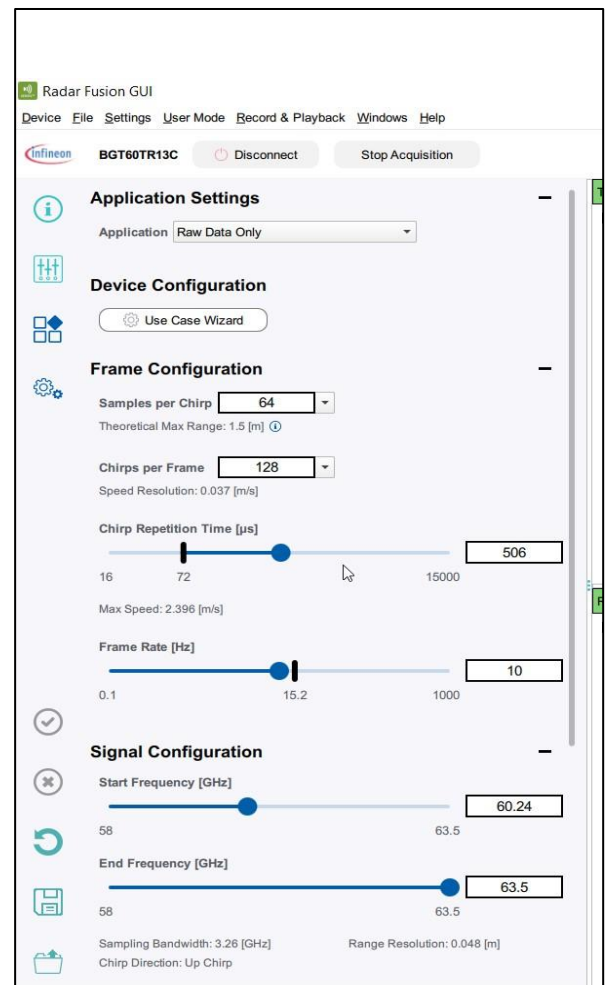 Radar Fusion GUI
Device File Settings User Mode Record & Playback Windows Help
infineon BGT60TR13C Disconnect Stop Acquisition
Application Settings
Application Raw Data Only
Device Configuration
Use Case Wizard
Frame Configuration
Samples per Chirp 64
Theoretical Max Range: 1.5 [m]
Chirps per Frame 128
Speed Resolution: 0.037 [m/s]
Chirp Repetition Time [µs]
506
16 72 15000
Max Speed: 2.396 [m/s]
Frame Rate [Hz]
10
0.1 15.2 1000
Signal Configuration
Start Frequency [GHz]
60.24
58 63.5
End Frequency [GHz]
63.5
58 63.5
Sampling Bandwidth: 3.26 [GHz] Range Resolution: 0.048 [m]
Chirp Direction: Up Chirp